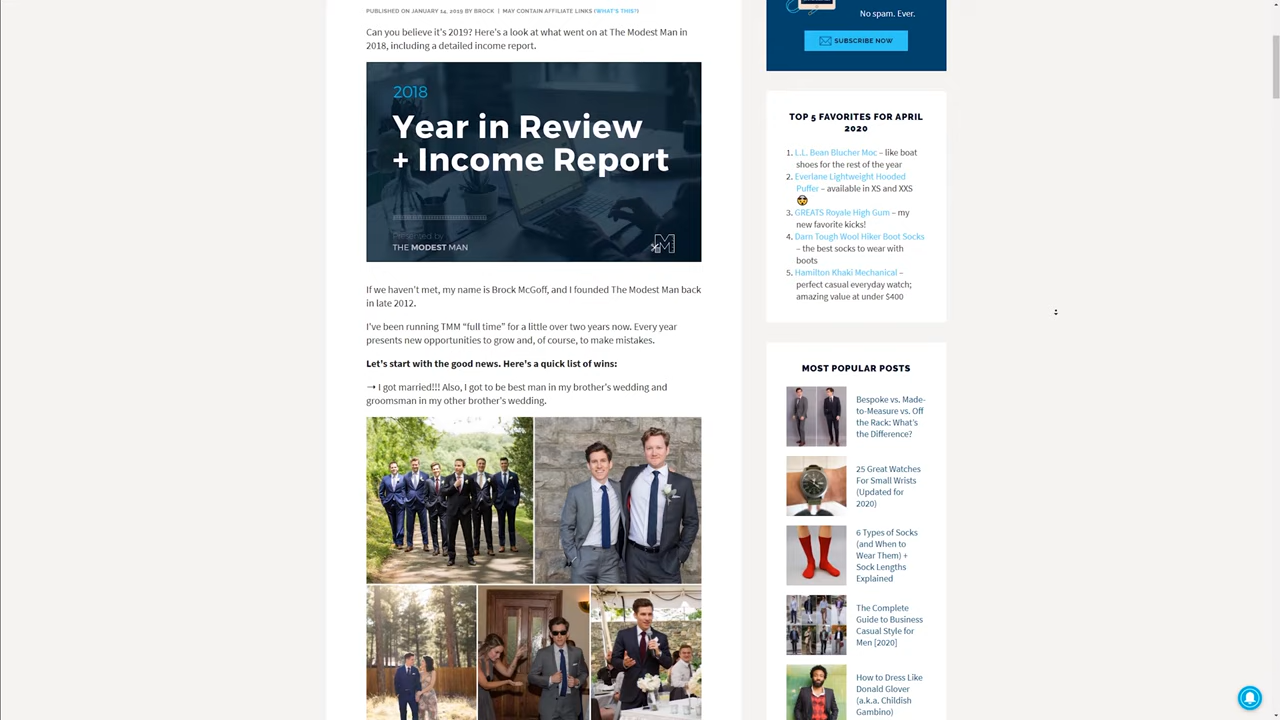 PUBLISHED ON JANUARY 14, 2019 BY BROCK | MAY CONTAIN AFFILIATE LINKS (WHAT'S THIS?)
Can you believe it's 2019? Here's a look at what went on at The Modest Man in
2018, including a detailed income report.
2018
Year in Review
+ Income Report
Presented by
THE MODEST MAN
If we haven't met, my name is Brock McGoff, and I founded The Modest Man back
in late 2012.
I've been running TMM "full time" for a little over two years now. Every year
presents new opportunities to grow and, of course, to make mistakes.
Let's start with the good news. Here's a quick list of wins:
→ I got married!!! Also, I got to be best man in my brother's wedding and
groomsman in my other brother's wedding.
No spam. Ever.
SUBSCRIBE NOW
TOP 5 FAVORITES FOR APRIL
2020
1. L.L. Bean Blucher Moc – like boat
shoes for the rest of the year
2. Everlane Lightweight Hooded
Puffer – available in XS and XXS
3. GREATS Royale High Gum – my
new favorite kicks!
4. Darn Tough Wool Hiker Boot Socks
– the best socks to wear with
boots
5. Hamilton Khaki Mechanical –
perfect casual everyday watch;
amazing value at under $400
MOST POPULAR POSTS
Bespoke vs. Made-
to-Measure vs. Off
the Rack: What's
the Difference?
25 Great Watches
For Small Wrists
(Updated for
2020)
6 Types of Socks
(and When to
Wear Them) +
Sock Lengths
Explained
The Complete
Guide to Business
Casual Style for
Men [2020]
How to Dress Like
Donald Glover
(a.k.a. Childish
Gambino)